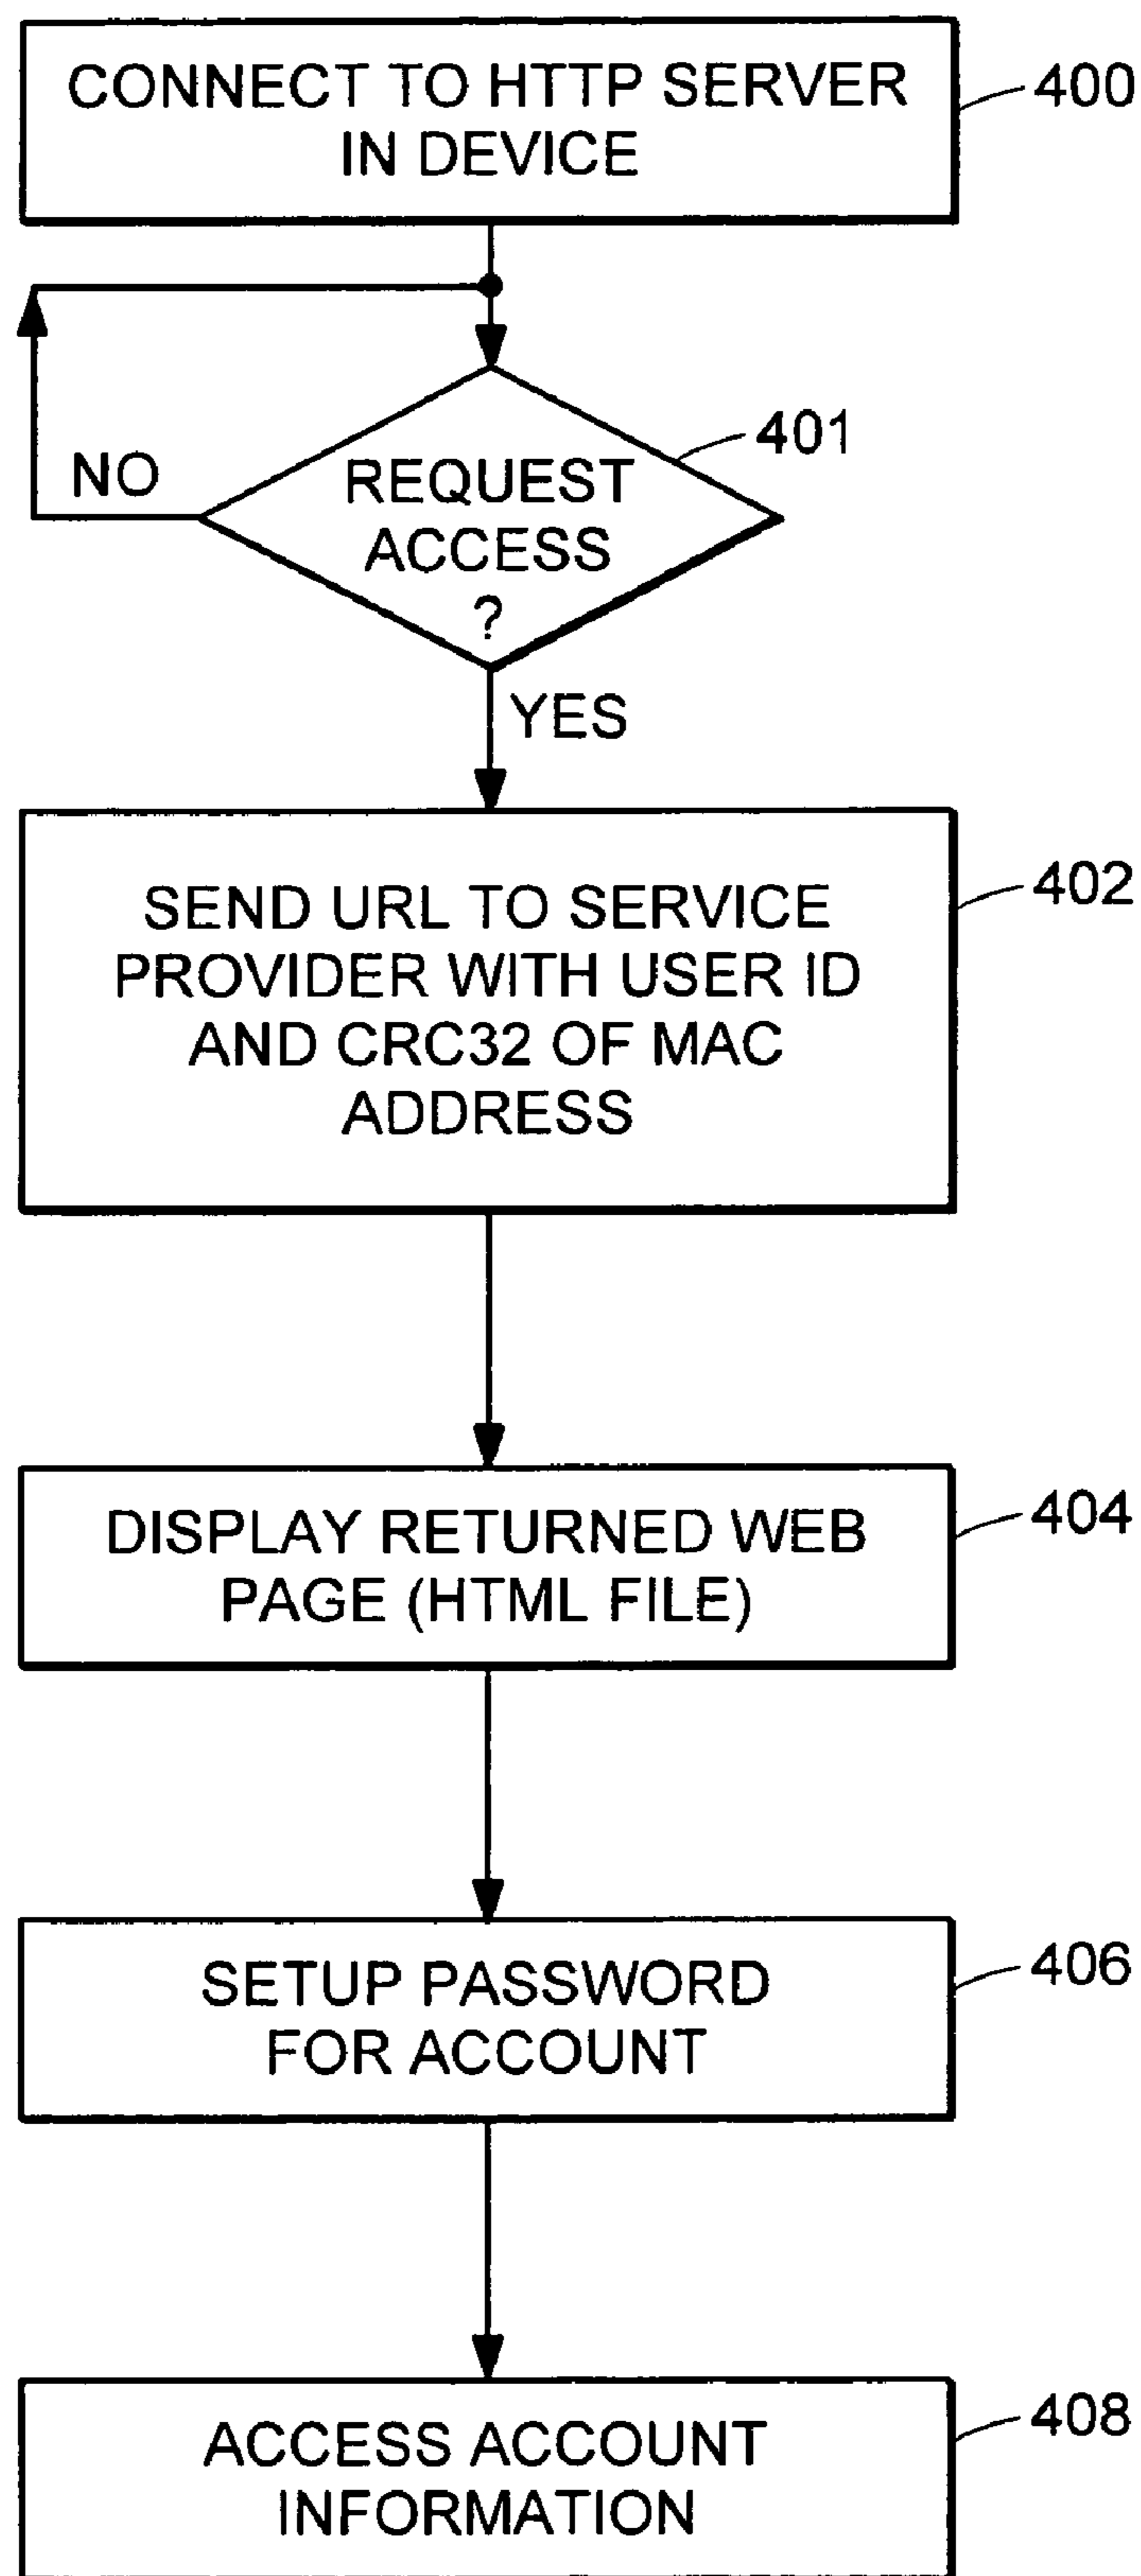 CONNECT TO HTTP SERVER
IN DEVICE
400
401
NO
REQUEST
ACCESS
?
YES
402
SEND URL TO SERVICE
PROVIDER WITH USER ID
AND CRC32 OF MAC
ADDRESS
404
DISPLAY RETURNED WEB
PAGE (HTML FILE)
406
SETUP PASSWORD
FOR ACCOUNT
408
ACCESS ACCOUNT
INFORMATION